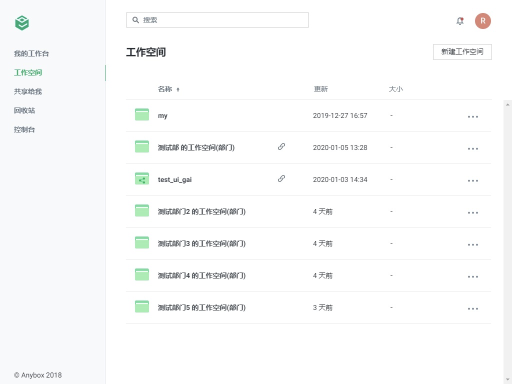 搜索
R
我的工作台
工作空间
共享给我
回收站
控制台
工作空间
新建工作空间
名称 更新 大小
my 2019-12-27 16:57 -
测试部 的工作空间(部门) 2020-01-05 13:28 -
test_ui_gai 2020-01-03 14:34 -
测试部门2 的工作空间(部门) 4 天前 -
测试部门3 的工作空间(部门) 4 天前 -
测试部门4 的工作空间(部门) 4 天前 -
测试部门5 的工作空间(部门) 3 天前 -
© Anybox 2018